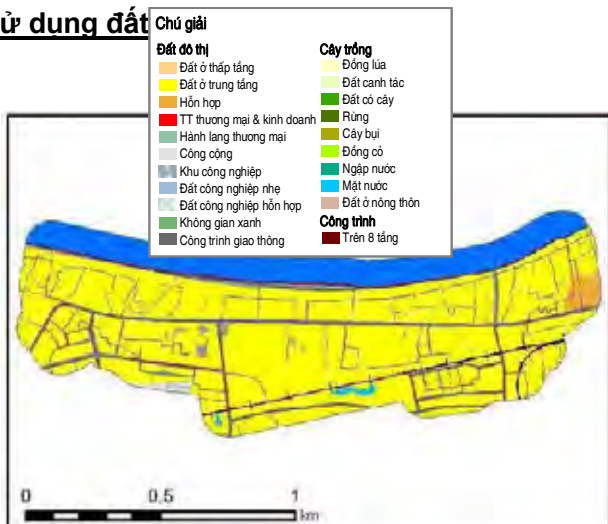 ử dụng đất
Chú giải
Đất đô thị
Đất ở thấp tầng
Đất ở trung tầng
Hỗn hợp
TT thương mại & kinh doanh
Hành lang thương mại
Công cộng
Khu công nghiệp
Đất công nghiệp nhẹ
Đất công nghiệp hỗn hợp
Không gian xanh
Công trình giao thông
Cây trồng
Đồng lúa
Đất canh tác
Đất có cây
Rừng
Cây bụi
Đồng cỏ
Ngập nước
Mặt nước
Đất ở nông thôn
Công trình
Trên 8 tầng
0 0.5 1
km